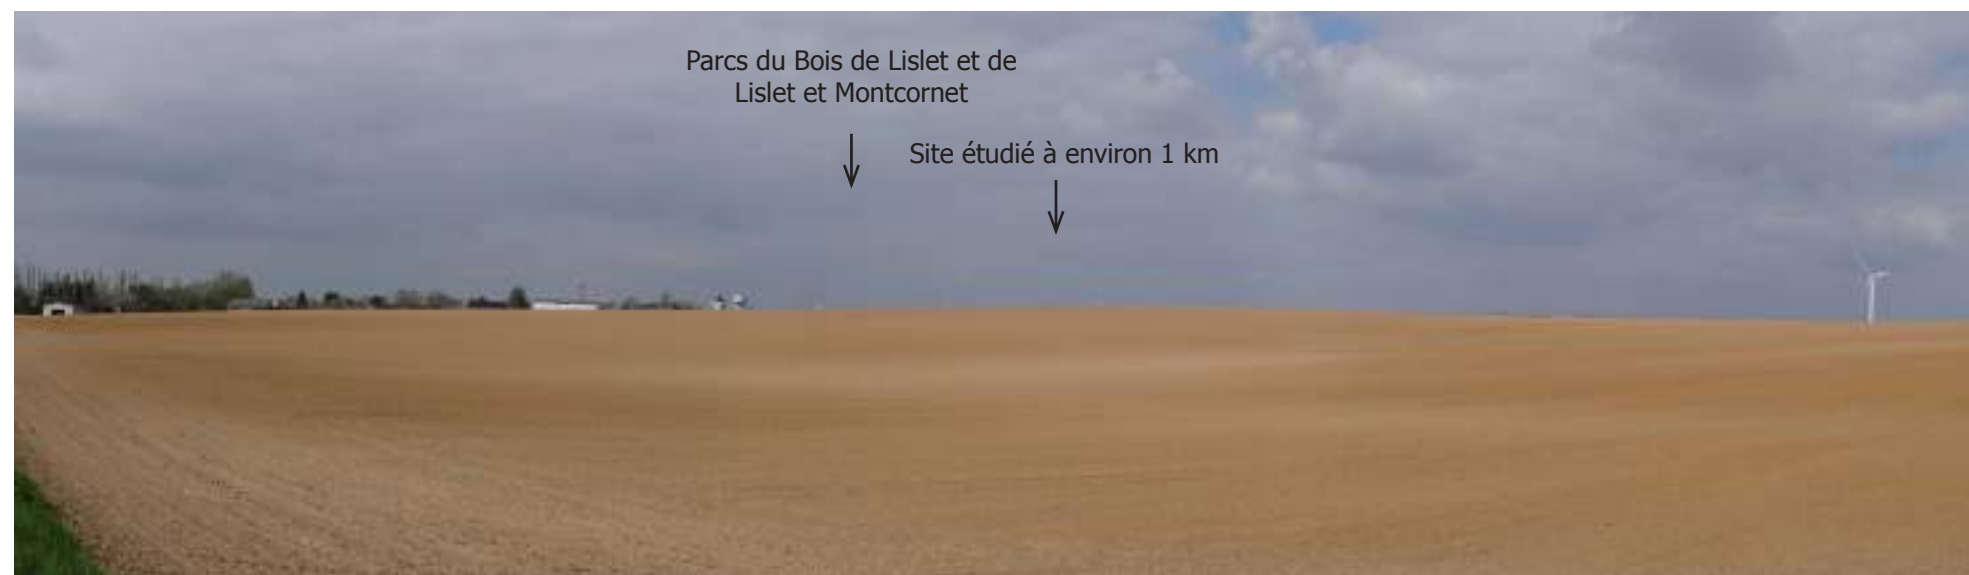 Parcs du Bois de Lislet et de
Lislet et Montcornet
Site étudié à environ 1 km